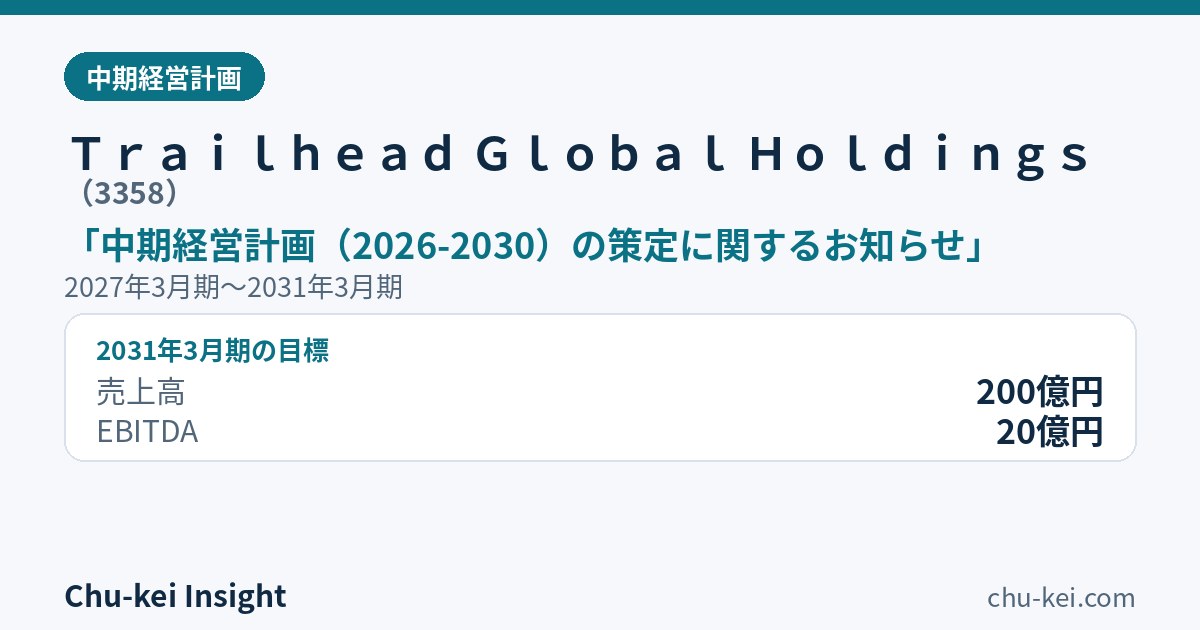 中期経営計画
Ｔｒａｉｌｈｅａｄ Ｇｌｏｂａｌ Ｈｏｌｄｉｎｇｓ
（3358）
「中期経営計画（2026-2030）の策定に関するお知らせ」
2027年3月期〜2031年3月期
2031年3月期の目標
売上高 200億円
EBITDA 20億円
Chu-kei Insight
chu-kei.com